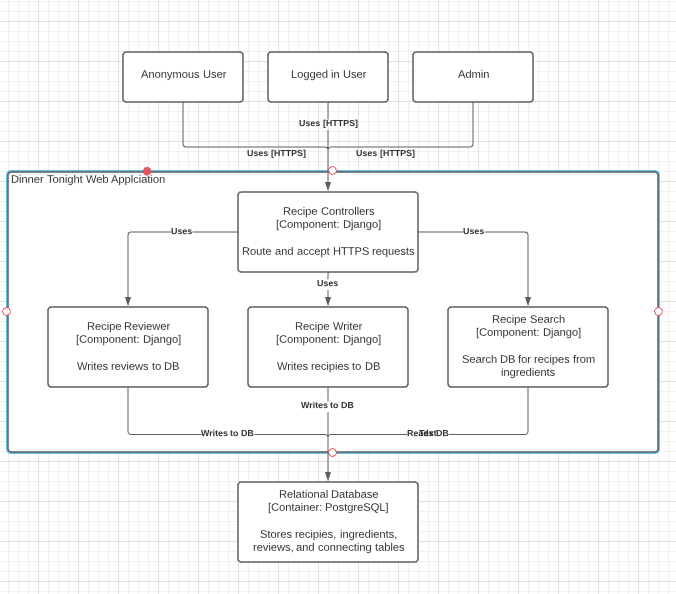 Anonymous User
Logged in User
Admin
Uses [HTTPS]
Uses [HTTPS]
Uses [HTTPS]
Dinner Tonight Web Applciation
Recipe Controllers
[Component: Django]
Route and accept HTTPS requests
Uses
Uses
Uses
Recipe Reviewer
[Component: Django]
Writes reviews to DB
Recipe Writer
[Component: Django]
Writes recipies to DB
Recipe Search
[Component: Django]
Search DB for recipes from
ingredients
Writes to DB
Writes to DB
Reads DB
Text
Relational Database
[Container: PostgreSQL]
Stores recipies, ingredients,
reviews, and connecting tables